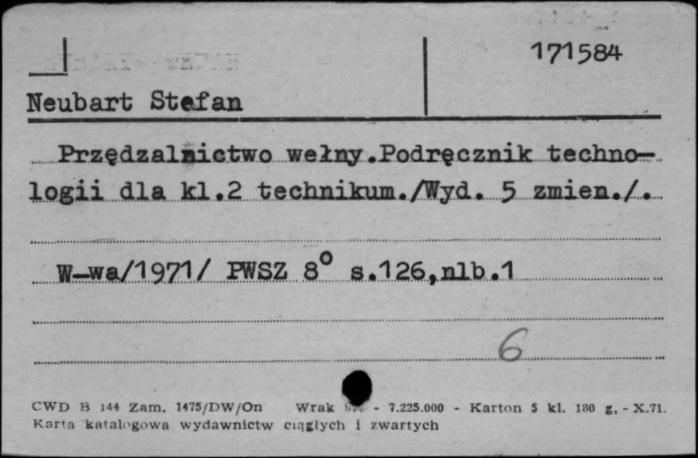 171584
Neubart Stefan
Przędzalnictwo wełny.Podręcznik techno-
logii dla kl.2 technikum./Wyd. 5 zmien./.
W-wa/1971/ PWSZ 8° s.126,nlb.1
6
CWD B 144 Zam. 1475/DW/On Wrak - 7.225.000 - Karton 5 kl. 180 g. - X.71.
Karta katalogowa wydawnictw ciągłych i zwartych